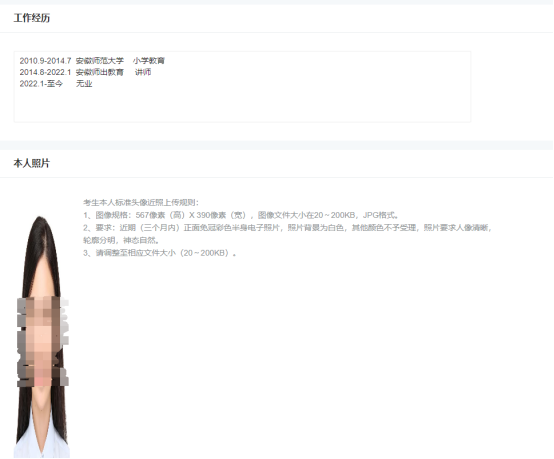 工作经历
2010.9-2014.7 安徽师范大学 小学教育
2014.8-2022.1 安徽师出教育 讲师
2022.1-至今 无业
本人照片
考生本人标准头像近照上传规则：
1、图像规格：567像素（高）X 390像素（宽），图像文件大小在20～200KB，JPG格式。
2、要求：近期（三个月内）正面免冠彩色半身电子照片，照片背景为白色，其他颜色不予受理，照片要求人像清晰，
轮廓分明，神态自然。
3、请调整至相应文件大小（20～200KB）。